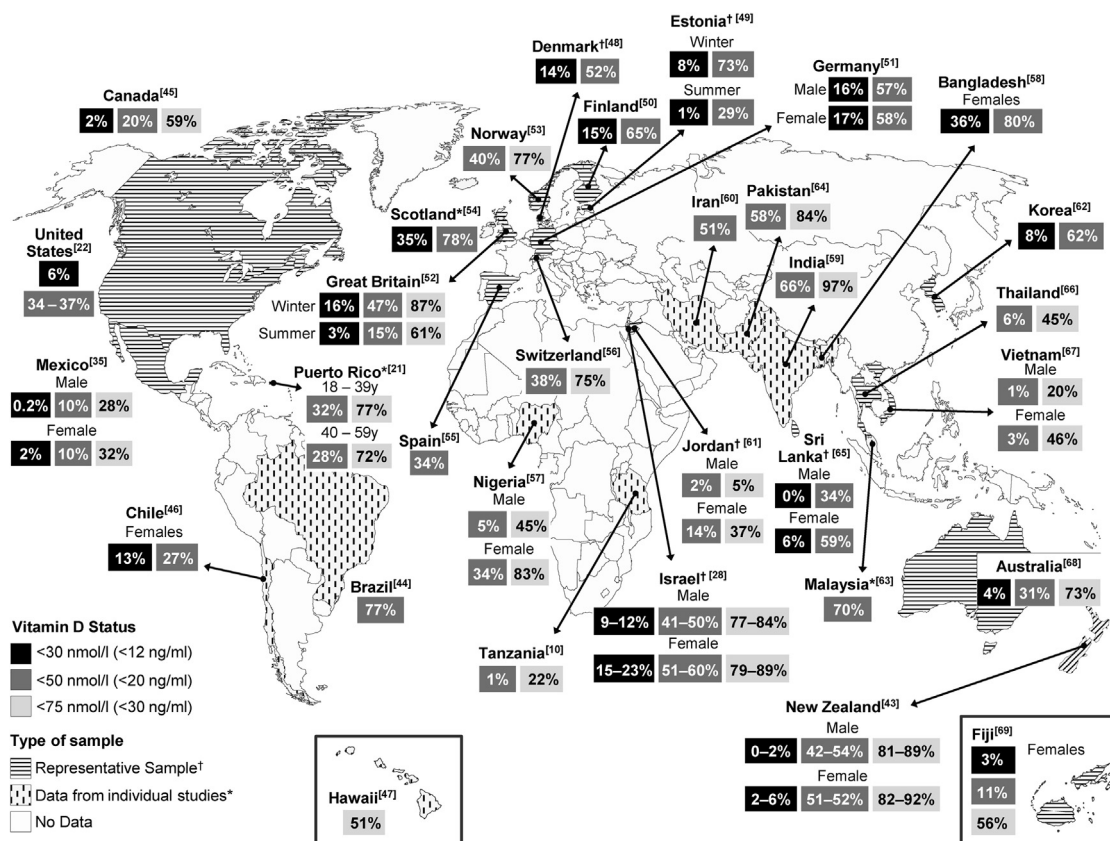 Canada[45]
2% 20% 59%
United
States[22]
6%
34 – 37%
Mexico[35]
Male
0.2% 10% 28%
Female
2% 10% 32%
Chile[46]
Females
13% 27%
Brazil[44]
77%
Puerto Rico*[21]
18 – 39y
32% 77%
40 – 59y
28% 72%
Denmark†[48]
14% 52%
Estonia†[49]
Winter
8% 73%
Summer
1% 29%
Finland[50]
15% 65%
Norway[53]
40% 77%
Germany[51]
Male 16% 57%
Female 17% 58%
Bangladesh[58]
Females
36% 80%
Scotland*[54]
35% 78%
Great Britain[52]
Winter 16% 47% 87%
Summer 3% 15% 61%
Switzerland[56]
38% 75%
Spain[55]
34%
Iran[60]
51%
Pakistan[64]
58% 84%
India[59]
66% 97%
Korea[62]
8% 62%
Thailand[66]
6% 45%
Vietnam[67]
Male
1% 20%
Female
3% 46%
Nigeria[57]
Male
5% 45%
Female
34% 83%
Tanzania[10]
1% 22%
Jordan† [61]
Male
2% 5%
Female
14% 37%
Israel† [28]
Male
9–12% 41–50% 77–84%
Female
15–23% 51–60% 79–89%
Sri
Lanka† [65]
Male
0% 34%
Female
6% 59%
Malaysia*[63]
70%
Australia[68]
4% 31% 73%
New Zealand[43]
Male
0–2% 42–54% 81–89%
Female
2–6% 51–52% 82–92%
Fiji[69]
Females
3%
11%
56%
Hawaii[47]
51%
Vitamin D Status
<30 nmol/l (<12 ng/ml)
<50 nmol/l (<20 ng/ml)
<75 nmol/l (<30 ng/ml)
Type of sample
Representative Sample†
Data from individual studies*
No Data